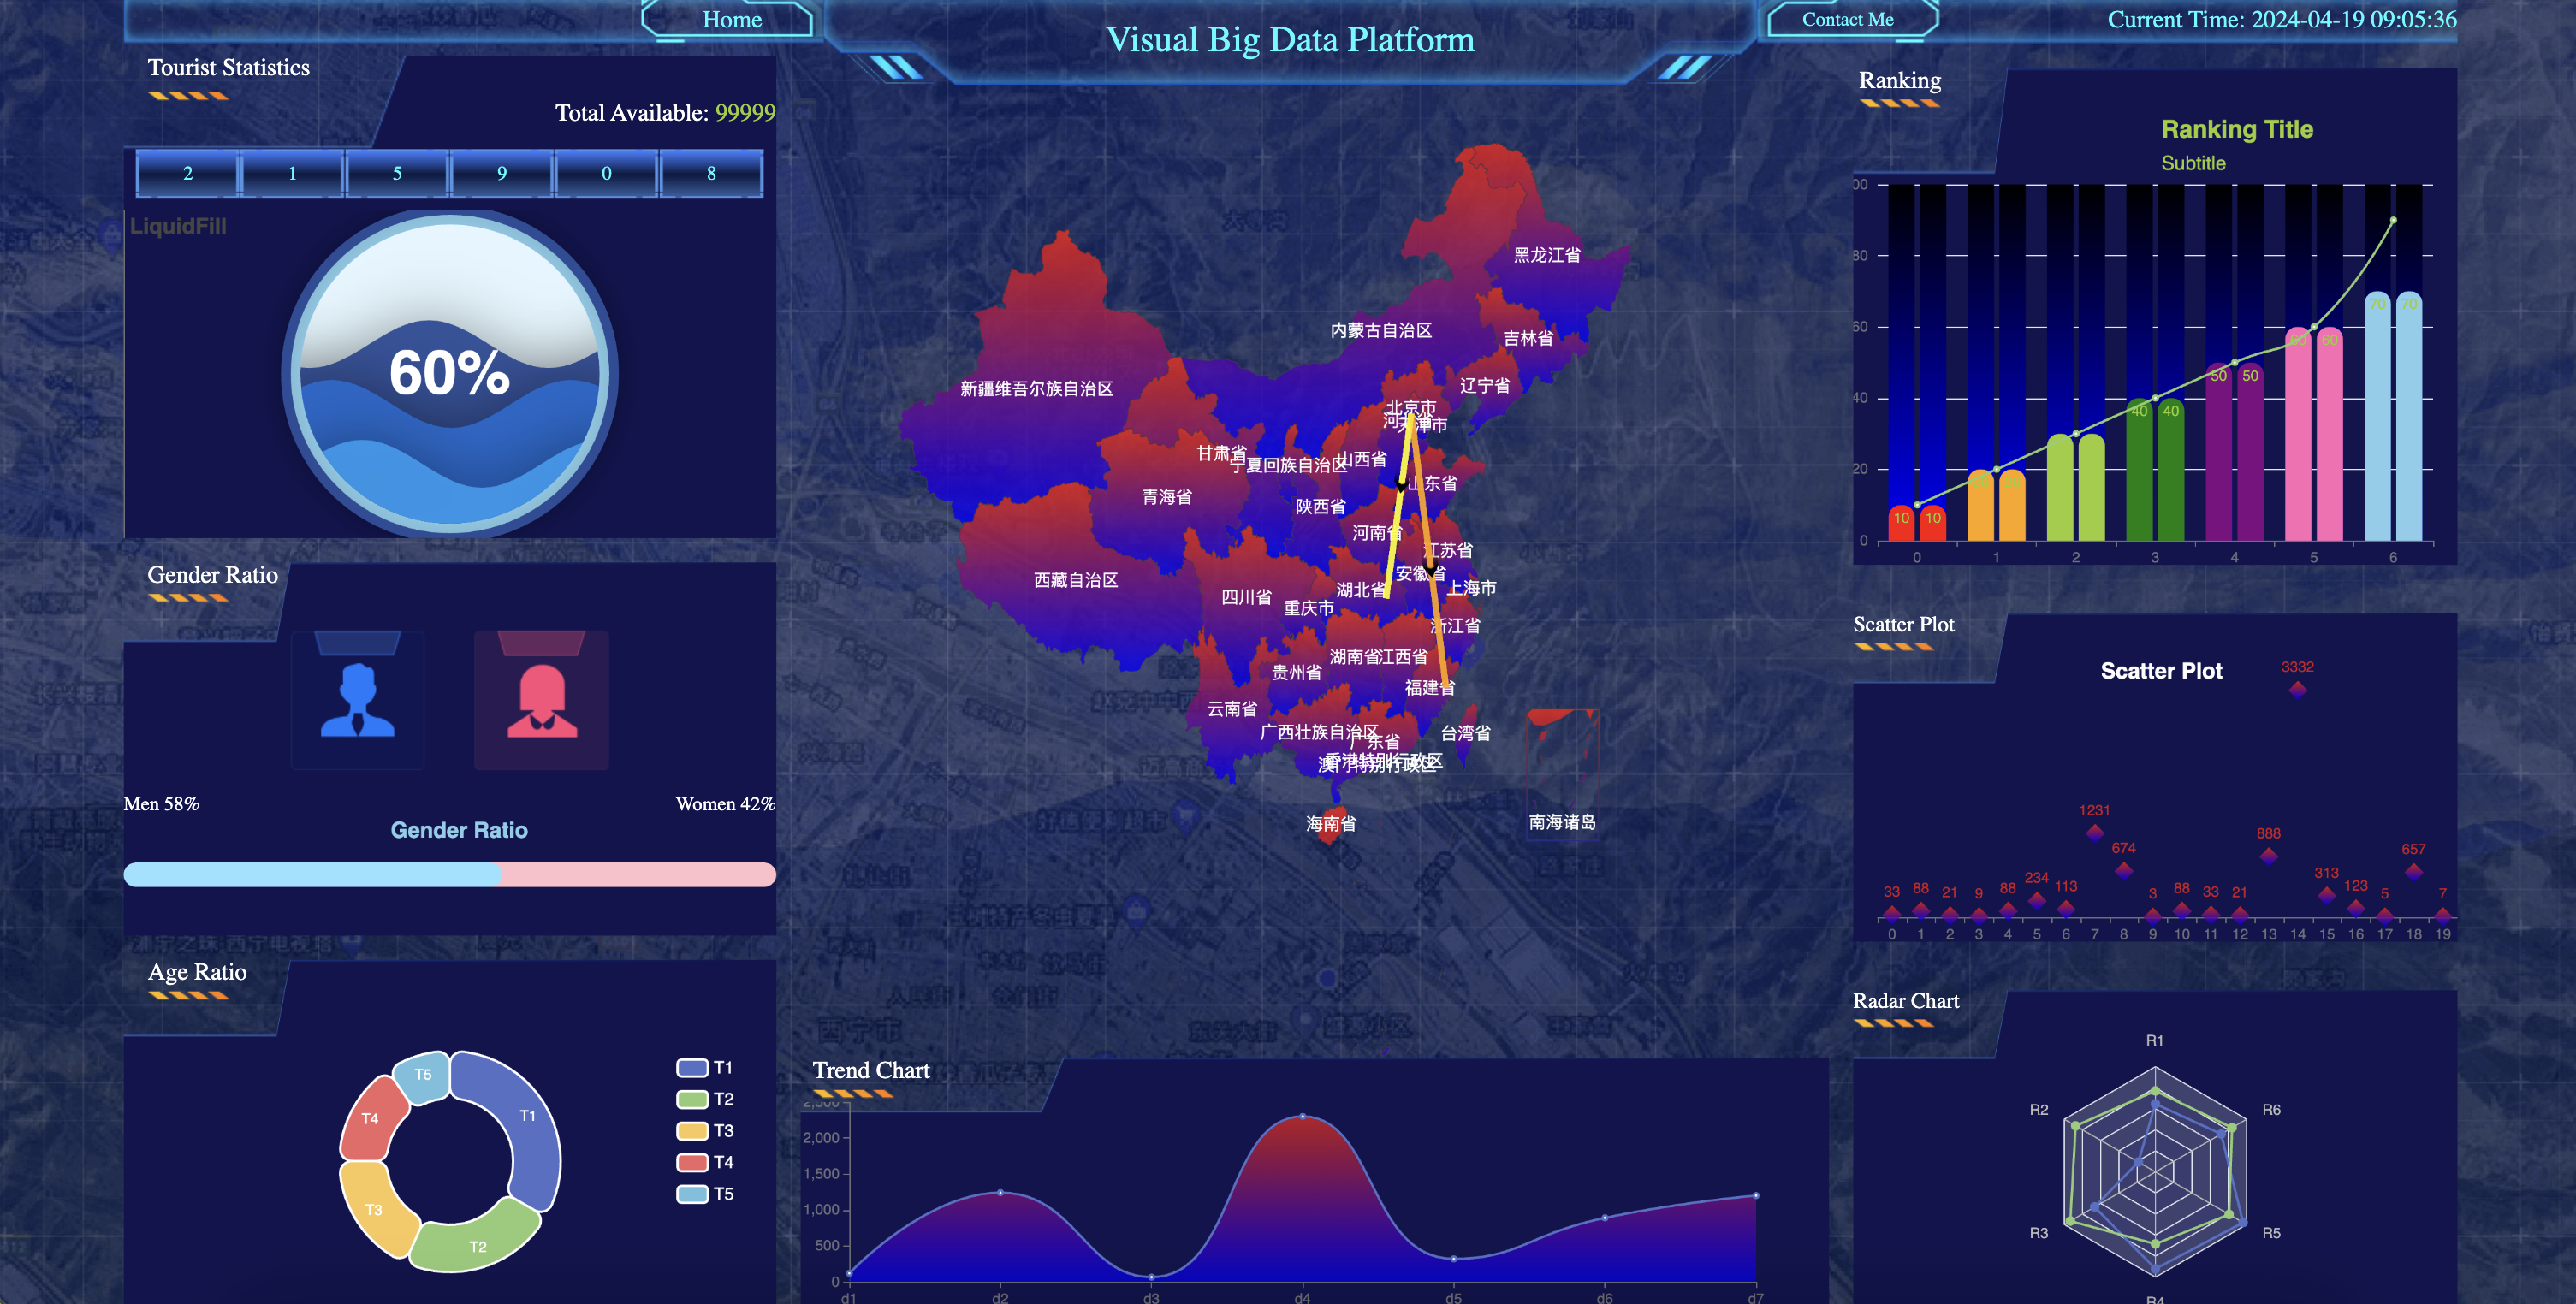 Home
Visual Big Data Platform
Contact Me
Current Time: 2024-04-19 09:05:36
Tourist Statistics
Total Available: 99999
2 1 5 9 0 8
LiquidFill
60%
Gender Ratio
Men 58%
Women 42%
Gender Ratio
Age Ratio
T5
T1
T4
T3
T2
T1
T2
T3
T4
T5
黑龙江省
内蒙古自治区
吉林省
新疆维吾尔族自治区
辽宁省
北京市
河北省
天津市
甘肃省
宁夏回族自治区
山西省
山东省
青海省
陕西省
河南省
江苏省
安徽省
西藏自治区
湖北省
上海市
四川省
重庆市
浙江省
湖南省
江西省
贵州省
福建省
云南省
广西壮族自治区
广东省
台湾省
香港特别行政区
澳门特别行政区
海南省
南海诸岛
Trend Chart
2,500
2,000
1,500
1,000
500
0
d1 d2 d3 d4 d5 d6 d7
Ranking
Ranking Title
Subtitle
00
80
60
40
20
0
10 10
40 40
50 50
60 60
70 70
0 1 2 3 4 5 6
Scatter Plot
Scatter Plot
3332
1231
888
674
657
313
234
113
123
33 88 21 9 88 3 88 33 21 5 7
0 1 2 3 4 5 6 7 8 9 10 11 12 13 14 15 16 17 18 19
Radar Chart
R1
R2
R6
R3
R5
R4